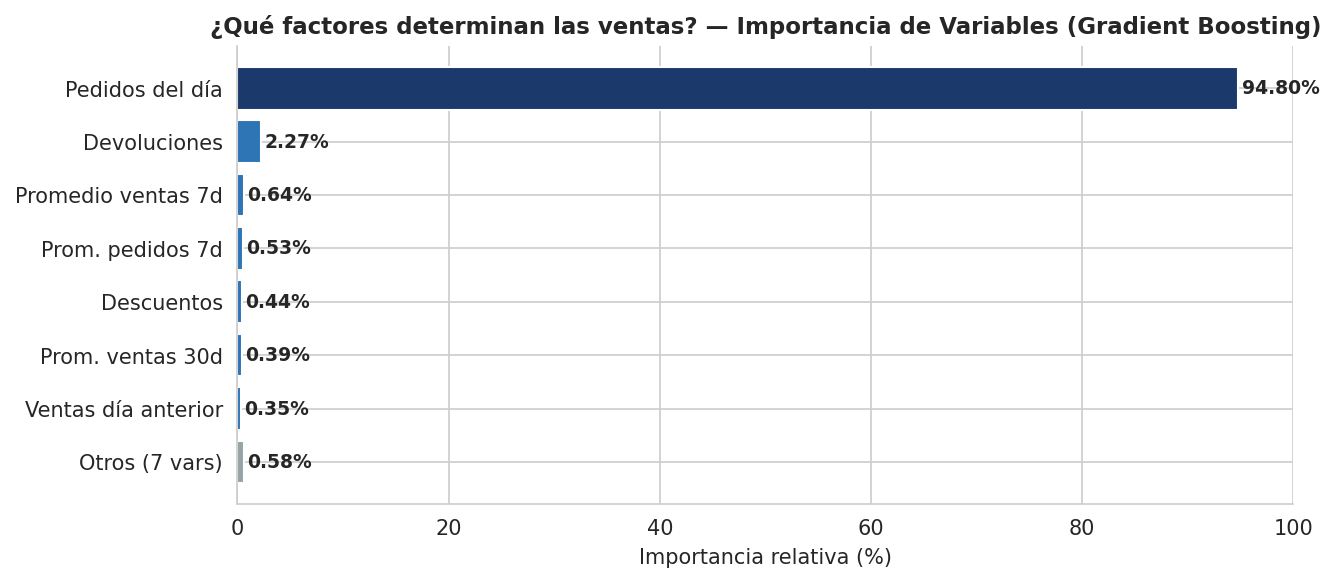 ¿Qué factores determinan las ventas? — Importancia de Variables (Gradient Boosting)
Pedidos del día 94.80%
Devoluciones 2.27%
Promedio ventas 7d 0.64%
Prom. pedidos 7d 0.53%
Descuentos 0.44%
Prom. ventas 30d 0.39%
Ventas día anterior 0.35%
Otros (7 vars) 0.58%
0 20 40 60 80 100
Importancia relativa (%)